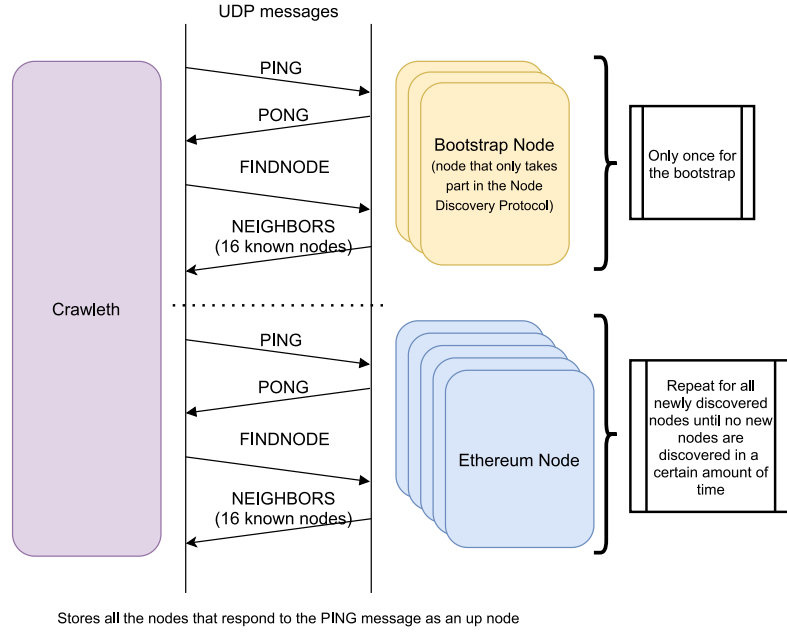 UDP messages
PING
PONG
FINDNODE
NEIGHBORS
(16 known nodes)
Bootstrap Node
(node that only takes
part in the Node
Discovery Protocol)
Only once for
the bootstrap
Crawleth
PING
PONG
FINDNODE
NEIGHBORS
(16 known nodes)
Ethereum Node
Repeat for all
newly discovered
nodes until no new
nodes are
discovered in a
certain amount of
time
Stores all the nodes that respond to the PING message as an up node